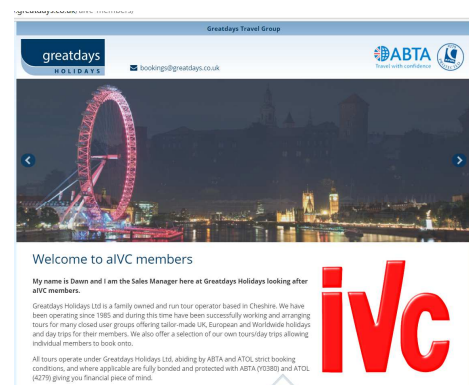 Greatdays Travel Group
greatdays
HOLIDAYS
bookings@greatdays.co.uk
ABTA
Travel with confidence
Welcome to aIVC members
My name is Dawn and I am the Sales Manager here at Greatdays Holidays looking after
aIVC members.
Greatdays Holidays Ltd is a family owned and run tour operator based in Cheshire. We have
been operating since 1985 and during this time have been successfully working and arranging
tours for many closed user groups offering tailor-made UK, European and Worldwide holidays
and day trips for their members. We also offer a selection of our own tours/day trips allowing
individual members to book onto.
All tours operate under Greatdays Holidays Ltd, abiding by ABTA and ATOL strict booking
conditions, and where applicable are fully bonded and protected with ABTA (Y0380) and ATOL
(4279) giving you financial piece of mind.
ivc